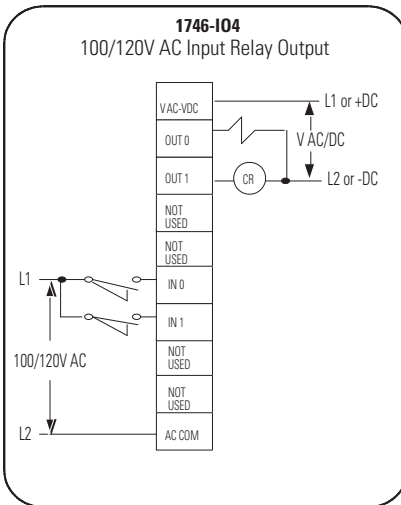 1746-IO4
100/120V AC Input Relay Output
VAC-VDC
L1 or +DC
OUT 0
V AC/DC
OUT 1
CR
L2 or -DC
NOT
USED
NOT
USED
L1
IN 0
IN 1
100/120V AC
NOT
USED
NOT
USED
L2
AC COM